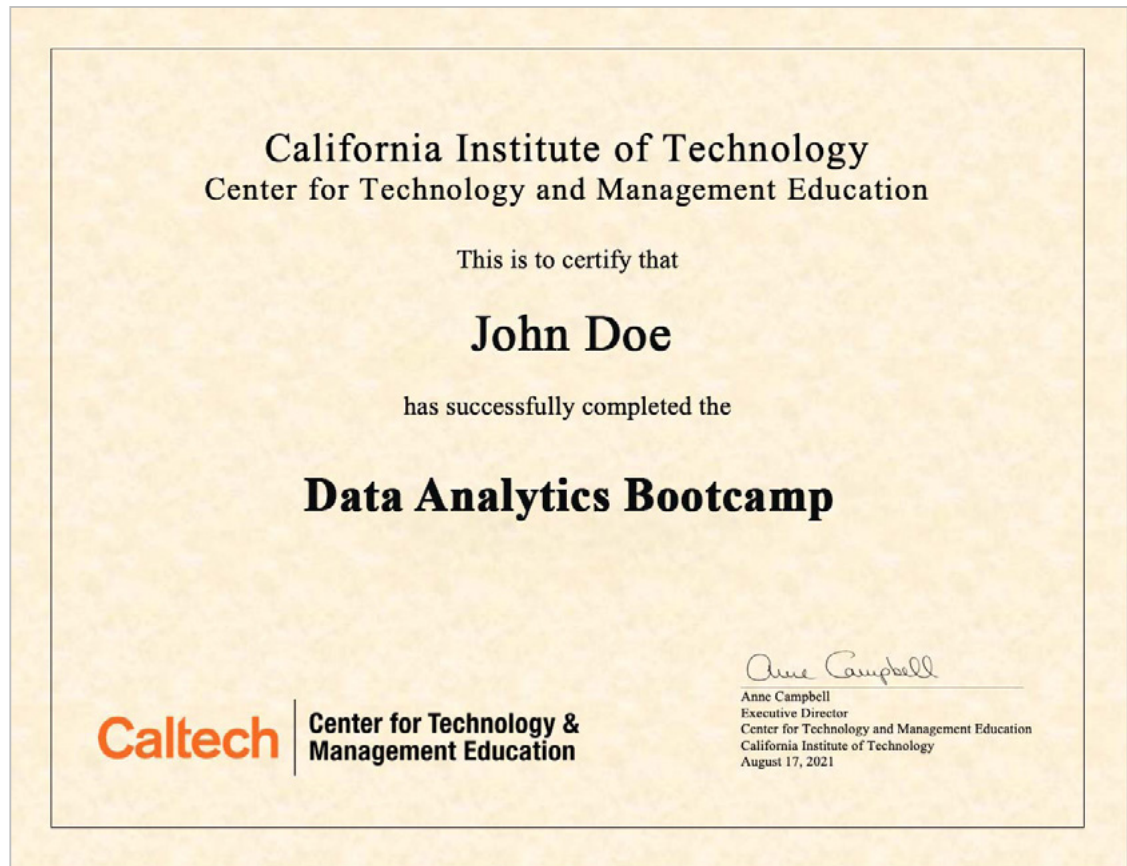 California Institute of Technology
Center for Technology and Management Education
This is to certify that
John Doe
has successfully completed the
Data Analytics Bootcamp
Caltech
Center for Technology &
Management Education
Anne Campbell
Anne Campbell
Executive Director
Center for Technology and Management Education
California Institute of Technology
August 17, 2021